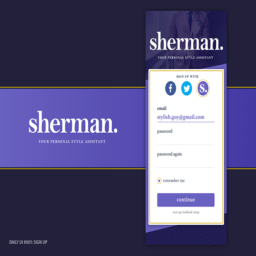 sherman.
YOUR PERSONAL STYLE ASSISTANT
sherman.
YOUR PERSONAL STYLE ASSISTANT
SIGN UP WITH
f
S.
email
stylish.guy@gmail.com
password
password again
remember me
continue
DAILY UI #001: SIGN UP